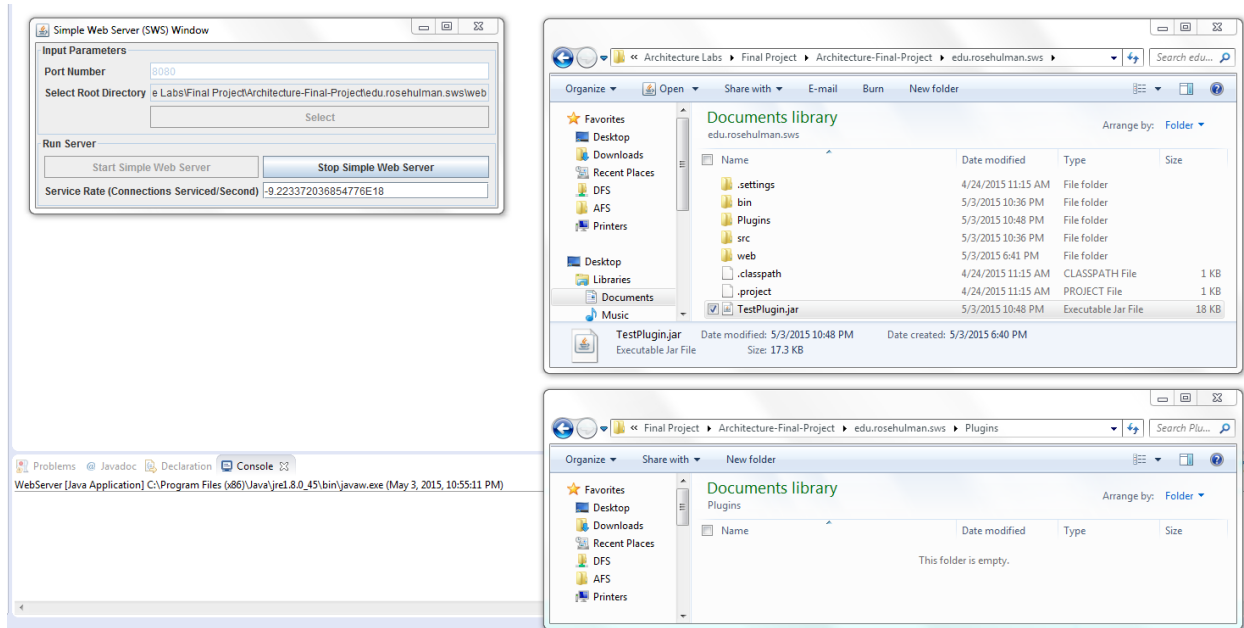 Simple Web Server (SWS) Window
Input Parameters
Port Number 8080
Select Root Directory e Labs\Final Project\Architecture-Final-Project\edu.rosehulman.sws\web
Select
Run Server
Start Simple Web Server Stop Simple Web Server
Service Rate (Connections Serviced/Second) -9.223372036854776E18
Problems @ Javadoc Declaration Console
WebServer [Java Application] C:\Program Files (x86)\Java\jre1.8.0_45\bin\javaw.exe (May 3, 2015, 10:55:11 PM)
« Architecture Labs ▸ Final Project ▸ Architecture-Final-Project ▸ edu.rosehulman.sws ▸ Search edu...
Organize Open Share with E-mail Burn New folder
Favorites
Desktop
Downloads
Recent Places
DFS
AFS
Printers
Desktop
Libraries
Documents
Music
Documents library
edu.rosehulman.sws
Arrange by: Folder
Name Date modified Type Size
.settings 4/24/2015 11:15 AM File folder
bin 5/3/2015 10:36 PM File folder
Plugins 5/3/2015 10:48 PM File folder
src 5/3/2015 10:36 PM File folder
web 5/3/2015 6:41 PM File folder
.classpath 4/24/2015 11:15 AM CLASSPATH File 1 KB
.project 4/24/2015 11:15 AM PROJECT File 1 KB
TestPlugin.jar 5/3/2015 10:48 PM Executable Jar File 18 KB
TestPlugin.jar Date modified: 5/3/2015 10:48 PM Date created: 5/3/2015 6:40 PM
Executable Jar File Size: 17.3 KB
« Final Project ▸ Architecture-Final-Project ▸ edu.rosehulman.sws ▸ Plugins Search Plu...
Organize Share with New folder
Favorites
Desktop
Downloads
Recent Places
DFS
AFS
Printers
Documents library
Plugins
Arrange by: Folder
Name Date modified Type Size
This folder is empty.